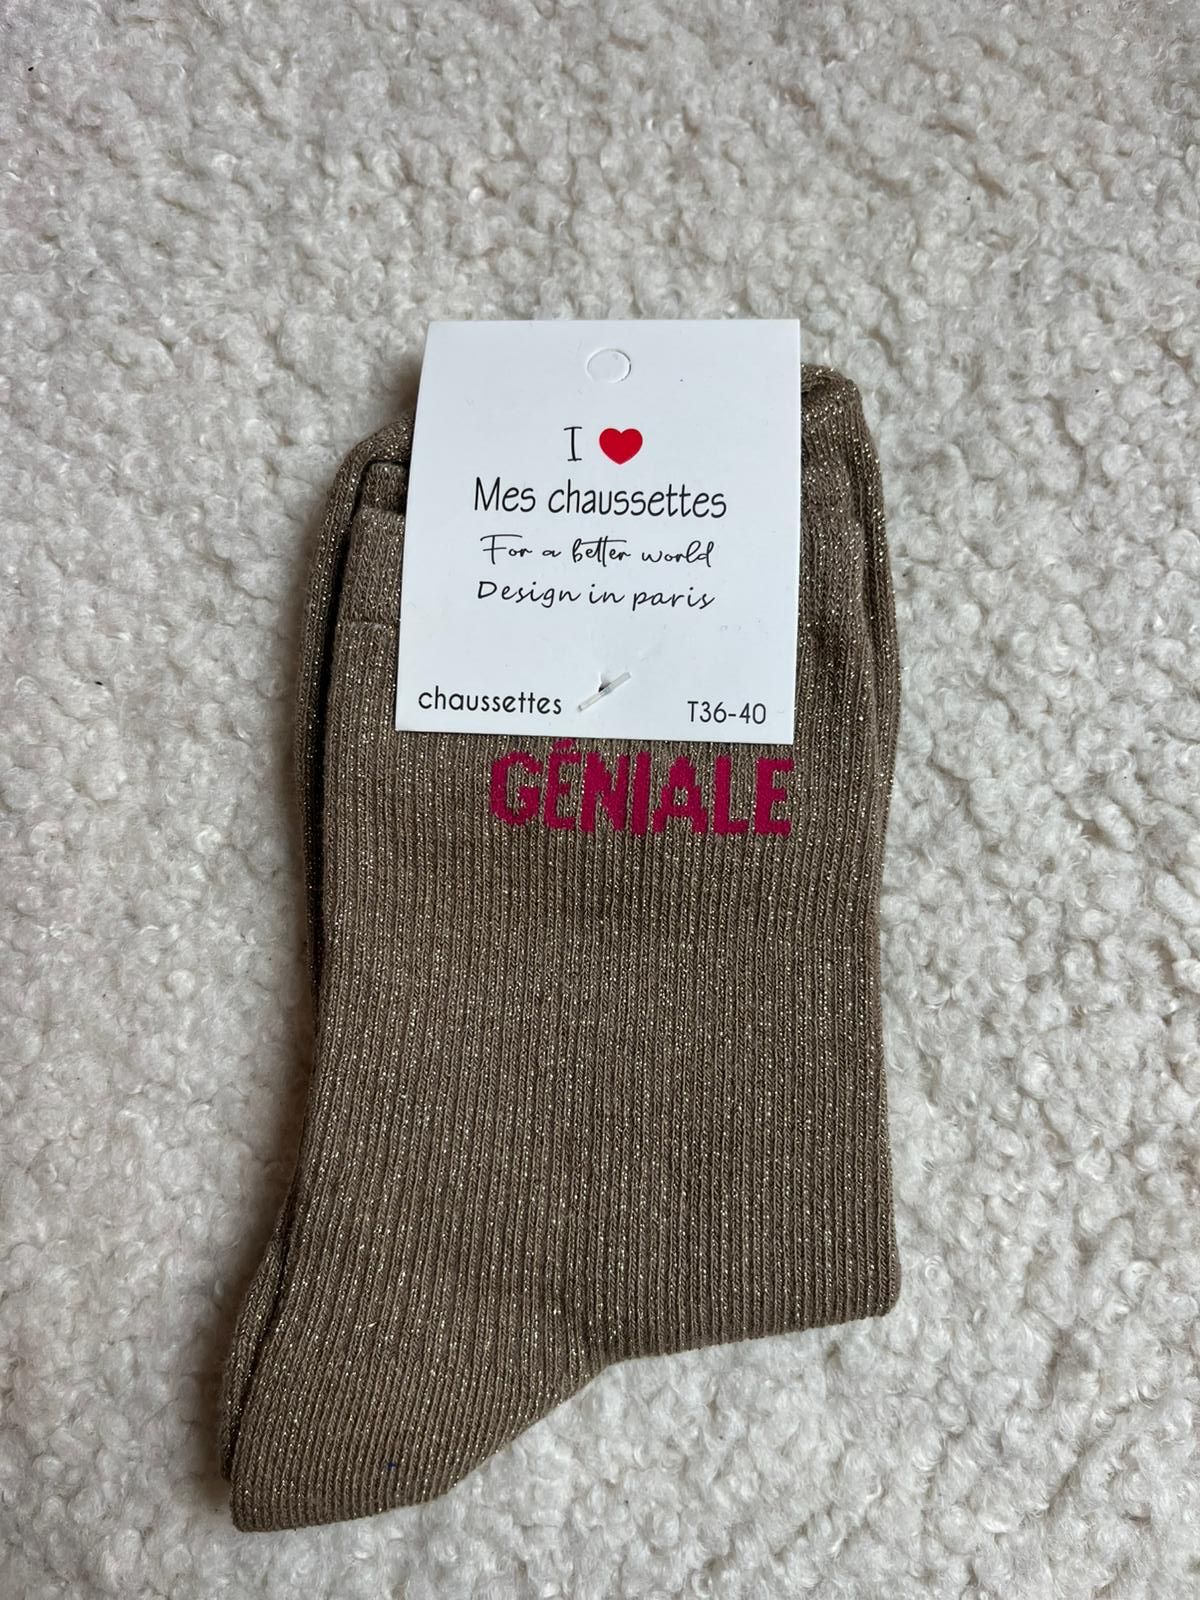 I ❤
Mes chaussettes
For a better world
Design in paris
chaussettes T36-40
GÉNIALE